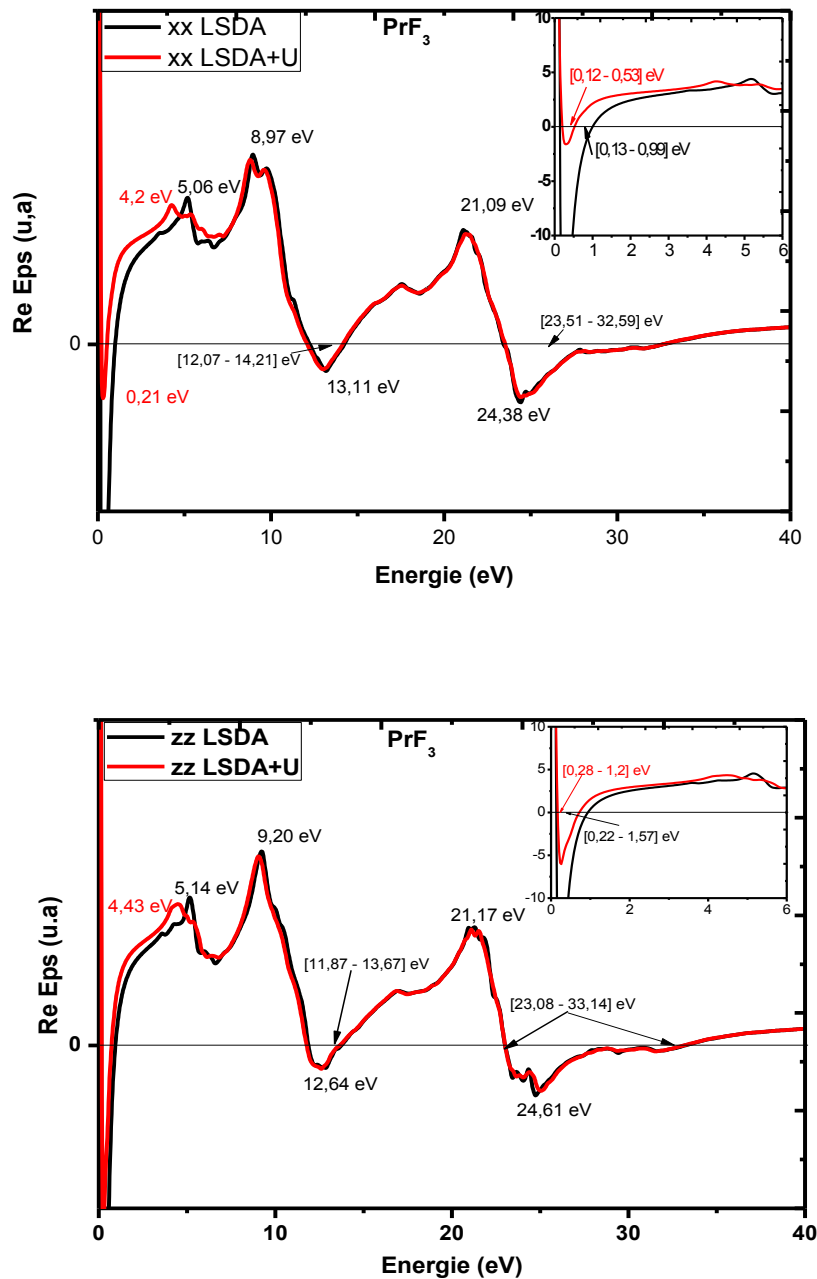 PrF3
xx LSDA
xx LSDA+U
10
5
0
-5
-10
[0,12 - 0,53] eV
[0,13 - 0,99] eV
0 1 2 3 4 5 6
8,97 eV
4,2 eV
5,06 eV
21,09 eV
Re Eps (u,a)
0
[12,07 - 14,21] eV
[23,51 - 32,59] eV
0,21 eV
13,11 eV
24,38 eV
0 10 20 30 40
Energie (eV)
PrF3
zz LSDA
zz LSDA+U
10
5
0
-5
-10
[0,28 - 1,2] eV
[0,22 - 1,57] eV
0 2 4 6
9,20 eV
4,43 eV
5,14 eV
21,17 eV
Re Eps (u.a)
[11,87 - 13,67] eV
[23,08 - 33,14] eV
0
12,64 eV
24,61 eV
0 10 20 30 40
Energie (eV)